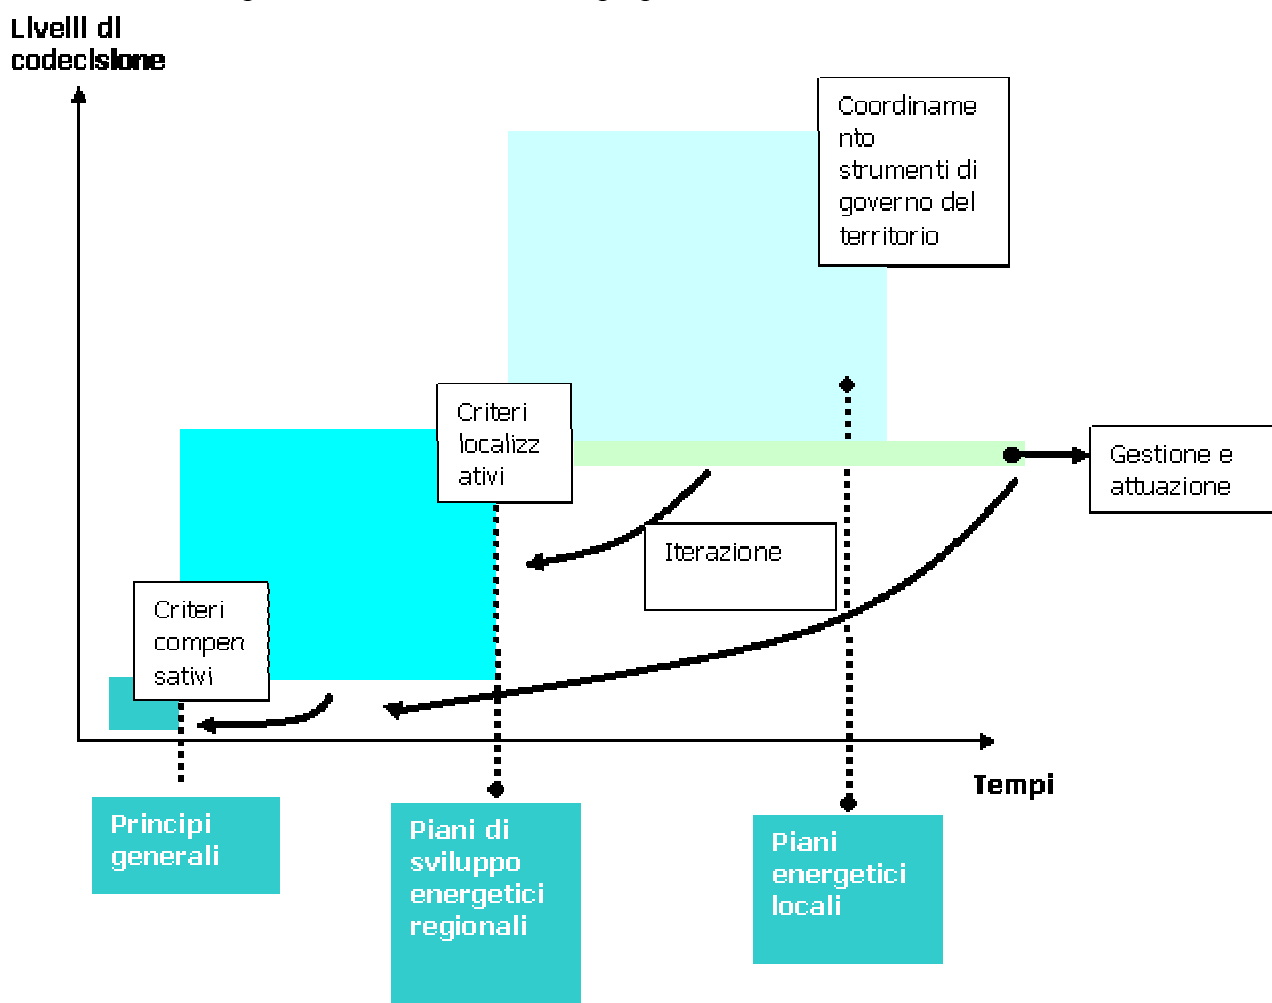 Livelli di
codecisione
Coordiname
nto
strumenti di
governo del
territorio
Criteri
localizz
ativi
Gestione e
attuazione
Iterazione
Criteri
compen
sativi
Tempi
Principi
generali
Piani di
sviluppo
energetici
regionali
Piani
energetici
locali